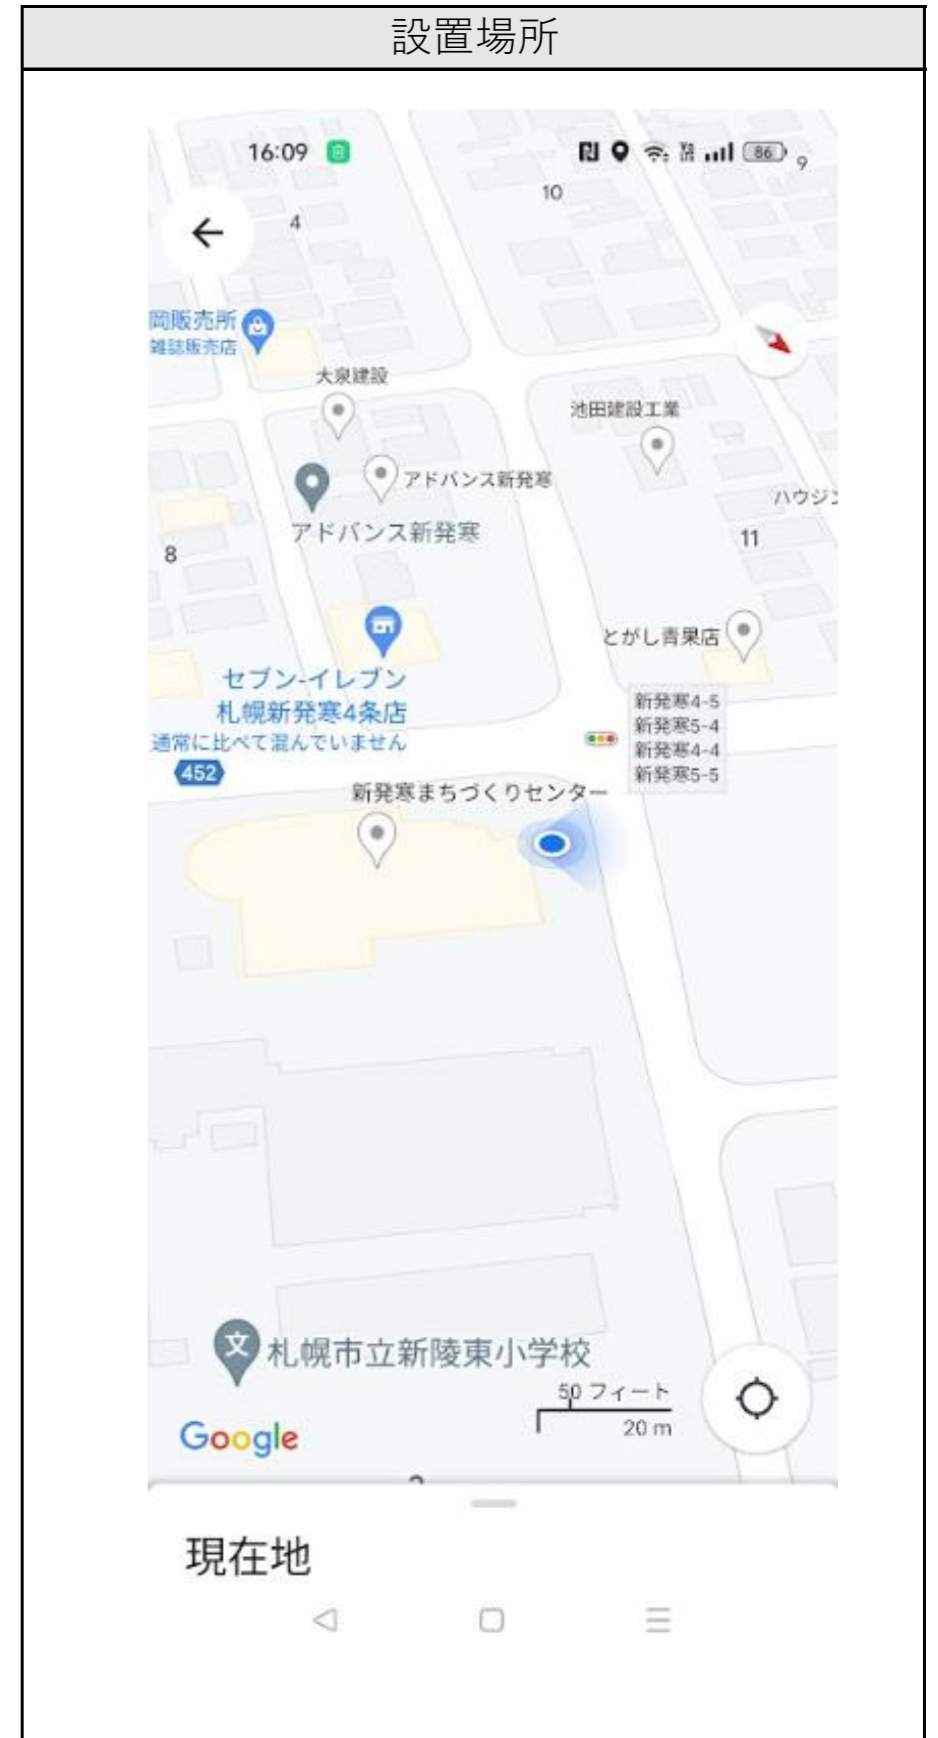 設置場所
16:09
86
9
10
4
岡販売所
雑誌販売店
大泉建設
池田建設工業
アドバンス新発寒
アドバンス新発寒
ハウジン
11
8
とがし青果店
セブン-イレブン
札幌新発寒4条店
通常に比べて混んでいません
新発寒4-5
新発寒5-4
新発寒4-4
新発寒5-5
452
新発寒まちづくりセンター
文
札幌市立新陵東小学校
50 フィート
20 m
Google
現在地